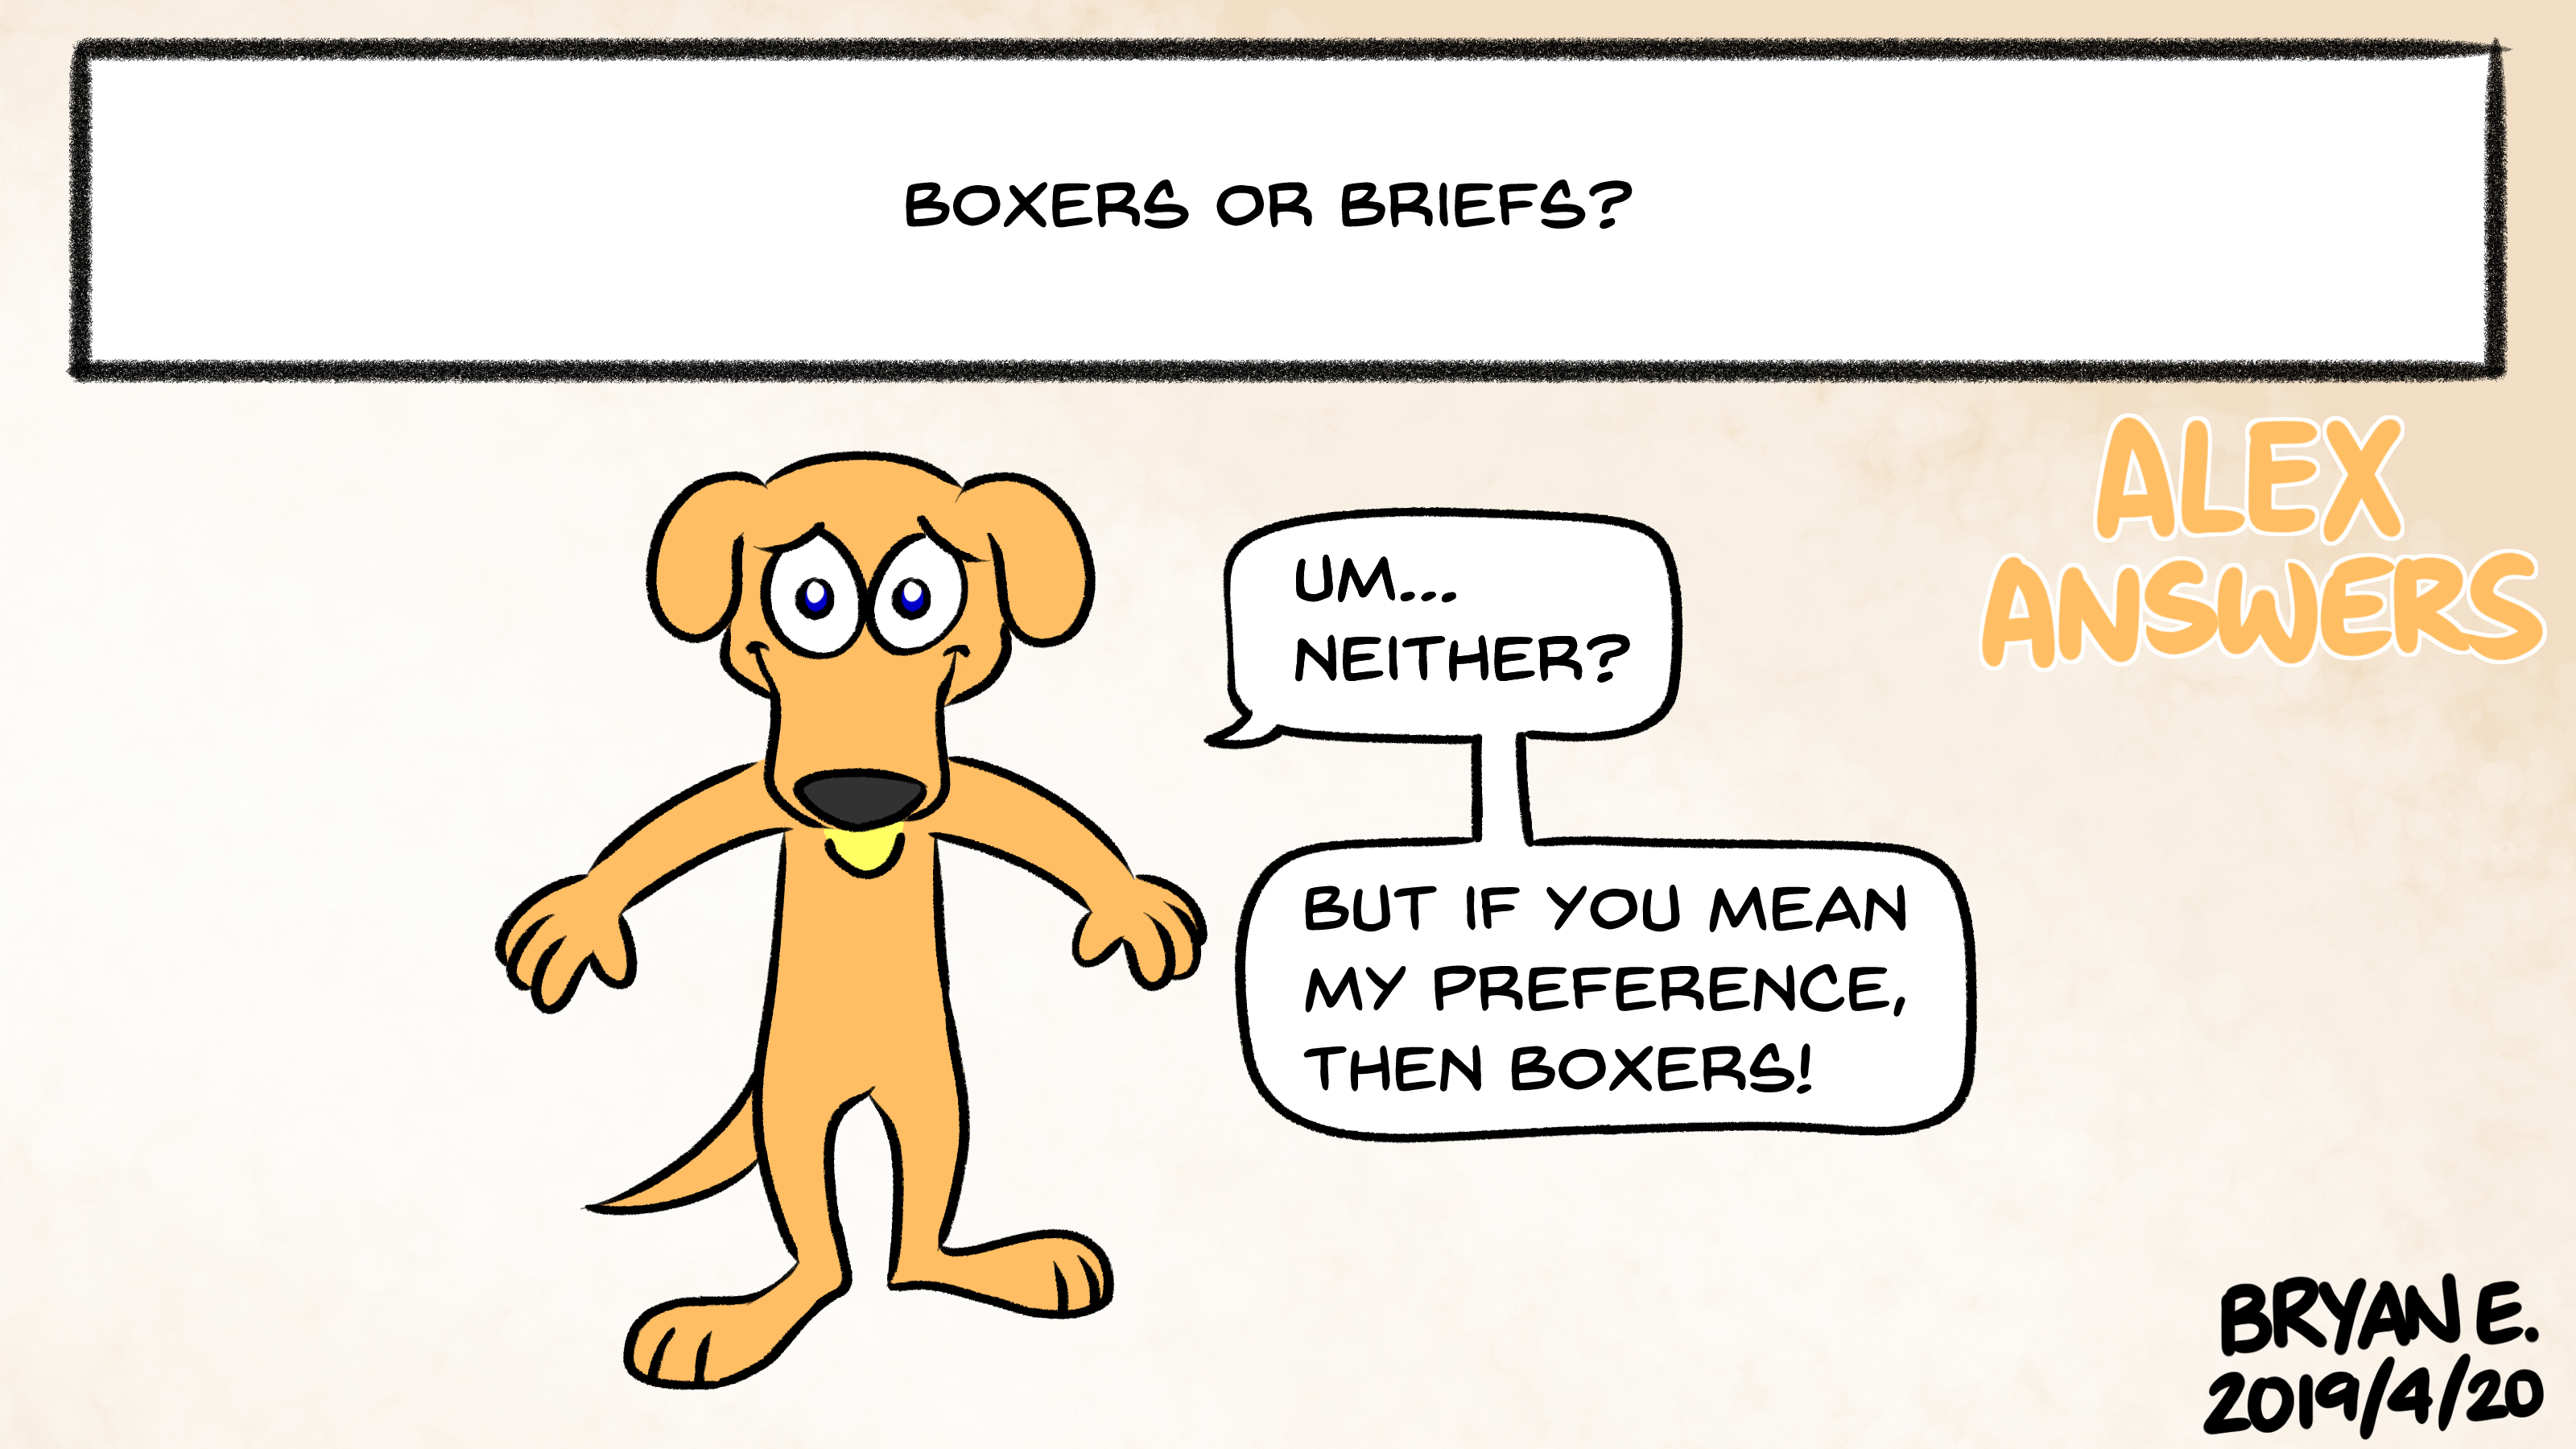 BOXERS OR BRIEFS?
ALEX
ANSWERS
UM...
NEITHER?
BUT IF YOU MEAN
MY PREFERENCE,
THEN BOXERS!
BRYAN E.
2019/4/20